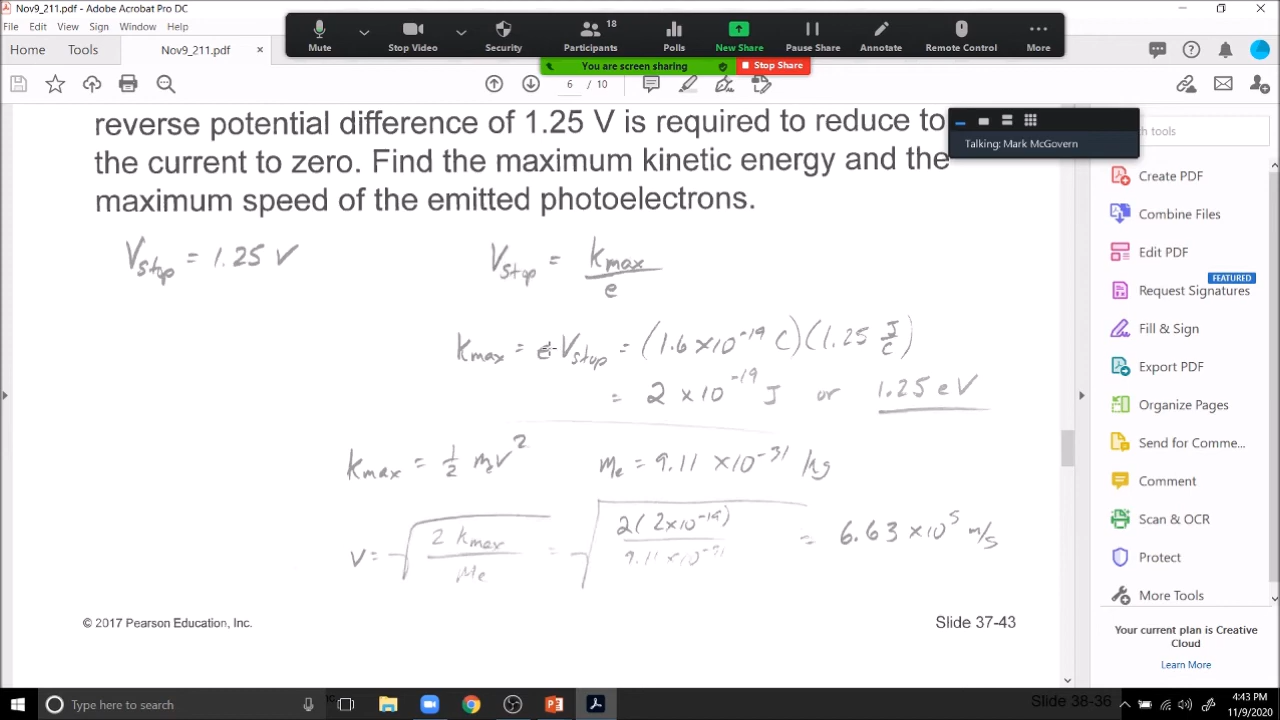 Nov9_211.pdf - Adobe Acrobat Pro DC
File Edit View Sign Window Help
Home Tools Nov9_211.pdf ×
Mute Stop Video Security Participants 18 Polls New Share Pause Share Annotate Remote Control More
You are screen sharing Stop Share
6 / 10
Talking: Mark McGovern
ch tools
reverse potential difference of 1.25 V is required to reduce to
the current to zero. Find the maximum kinetic energy and the
maximum speed of the emitted photoelectrons.
V_stop = 1.25 V
V_stop = K_max / e
K_max = e V_stop = (1.6 × 10^-19 C)(1.25 J/C)
= 2 × 10^-19 J or 1.25 eV
K_max = 1/2 m_e v^2 m_e = 9.11 × 10^-31 kg
v = √(2 K_max / m_e) = √(2(2×10^-19) / 9.11×10^-31) = 6.63 × 10^5 m/s
© 2017 Pearson Education, Inc. Slide 37-43
Create PDF
Combine Files
Edit PDF
FEATURED
Request Signatures
Fill & Sign
Export PDF
Organize Pages
Send for Comme...
Comment
Scan & OCR
Protect
More Tools
Your current plan is Creative
Cloud
Learn More
Type here to search
nc.
Slide 38-36
4:43 PM
11/9/2020